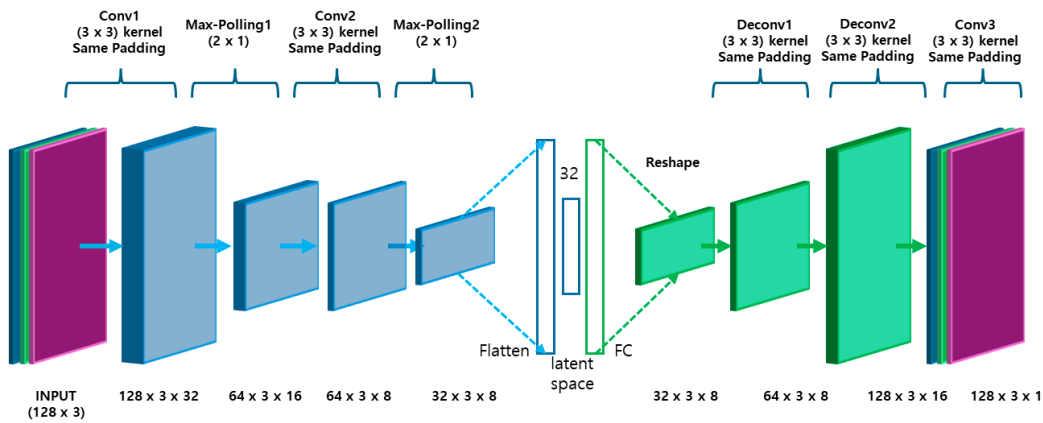 Conv1
(3 x 3) kernel
Same Padding
Max-Polling1
(2 x 1)
Conv2
(3 x 3) kernel
Same Padding
Max-Polling2
(2 x 1)
Deconv1
(3 x 3) kernel
Same Padding
Deconv2
(3 x 3) kernel
Same Padding
Conv3
(3 x 3) kernel
Same Padding
32
Reshape
Flatten
latent
space
FC
INPUT
(128 x 3)
128 x 3 x 32
64 x 3 x 16
64 x 3 x 8
32 x 3 x 8
32 x 3 x 8
64 x 3 x 8
128 x 3 x 16
128 x 3 x 1